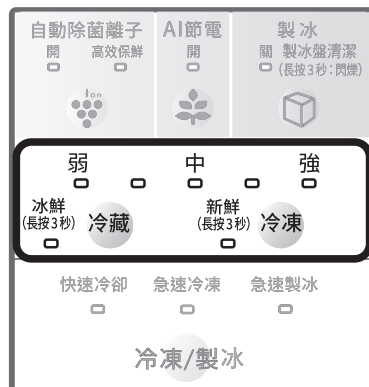 自動除菌離子 AI節電 製冰
開 高效保鮮 開 關 製冰盤清潔
(長按3秒:閃爍)
Ion
弱 中 強
冰鮮 新鮮
(長按3秒) 冷藏 (長按3秒) 冷凍
快速冷卻 急速冷凍 急速製冰
冷凍/製冰